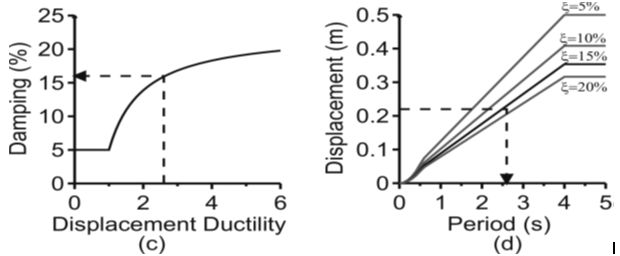 25
20
15
10
5
0
Damping (%)
0 2 4 6
Displacement Ductility
(c)
0.5
0.4
0.3
0.2
0.1
0
Displacement (m)
ξ=5%
ξ=10%
ξ=15%
ξ=20%
0 1 2 3 4 5
Period (s)
(d)